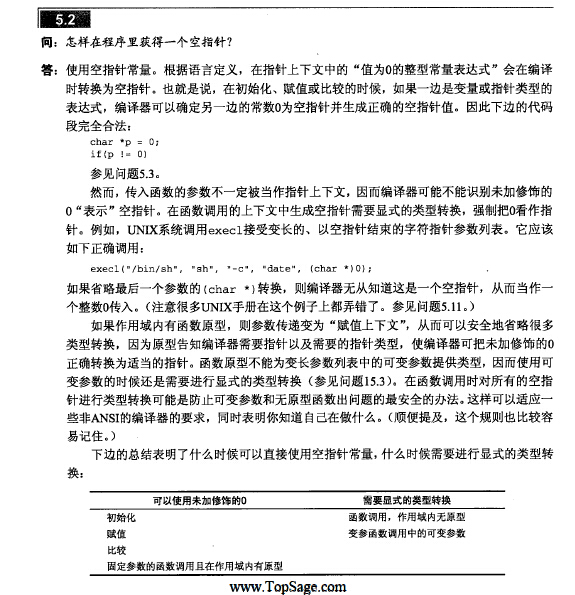 5.2
问：怎样在程序里获得一个空指针？
答：使用空指针常量。根据语言定义，在指针上下文中的“值为0的整型常量表达式”会在编译
时转换为空指针。也就是说，在初始化、赋值或比较的时候，如果一边是变量或指针类型的
表达式，编译器可以确定另一边的常数0为空指针并生成正确的空指针值。因此下边的代码
段完全合法：
char *p = 0;
if(p != 0)
参见问题5.3。
然而，传入函数的参数不一定被当作指针上下文，因而编译器可能不能识别未加修饰的
0“表示”空指针。在函数调用的上下文中生成空指针需要显式的类型转换，强制把0看作指
针。例如，UNIX系统调用execl接受变长的、以空指针结束的字符指针参数列表。它应该
如下正确调用：
execl("/bin/sh", "sh", "-c", "date", (char *)0);
如果省略最后一个参数的(char *)转换，则编译器无从知道这是一个空指针，从而当作一
个整数0传入。（注意很多UNIX手册在这个例子上都弄错了。参见问题5.11。）
如果作用域内有函数原型，则参数传递变为“赋值上下文”，从而可以安全地省略很多
类型转换，因为原型告知编译器需要指针以及需要的指针类型，使编译器可把未加修饰的0
正确转换为适当的指针。函数原型不能为变长参数列表中的可变参数提供类型，因而使用可
变参数的时候还是需要进行显式的类型转换（参见问题15.3）。在函数调用时对所有的空指
针进行类型转换可能是防止可变参数和无原型函数出问题的最安全的办法。这样可以适应一
些非ANSI的编译器的要求，同时表明你知道自己在做什么。（顺便提及，这个规则也比较容
易记住。）
下边的总结表明了什么时候可以直接使用空指针常量，什么时候需要进行显式的类型转
换：
可以使用未加修饰的0 需要显式的类型转换
初始化 函数调用，作用域内无原型
赋值 变参函数调用中的可变参数
比较
固定参数的函数调用且在作用域内有原型
www.TopSage.com